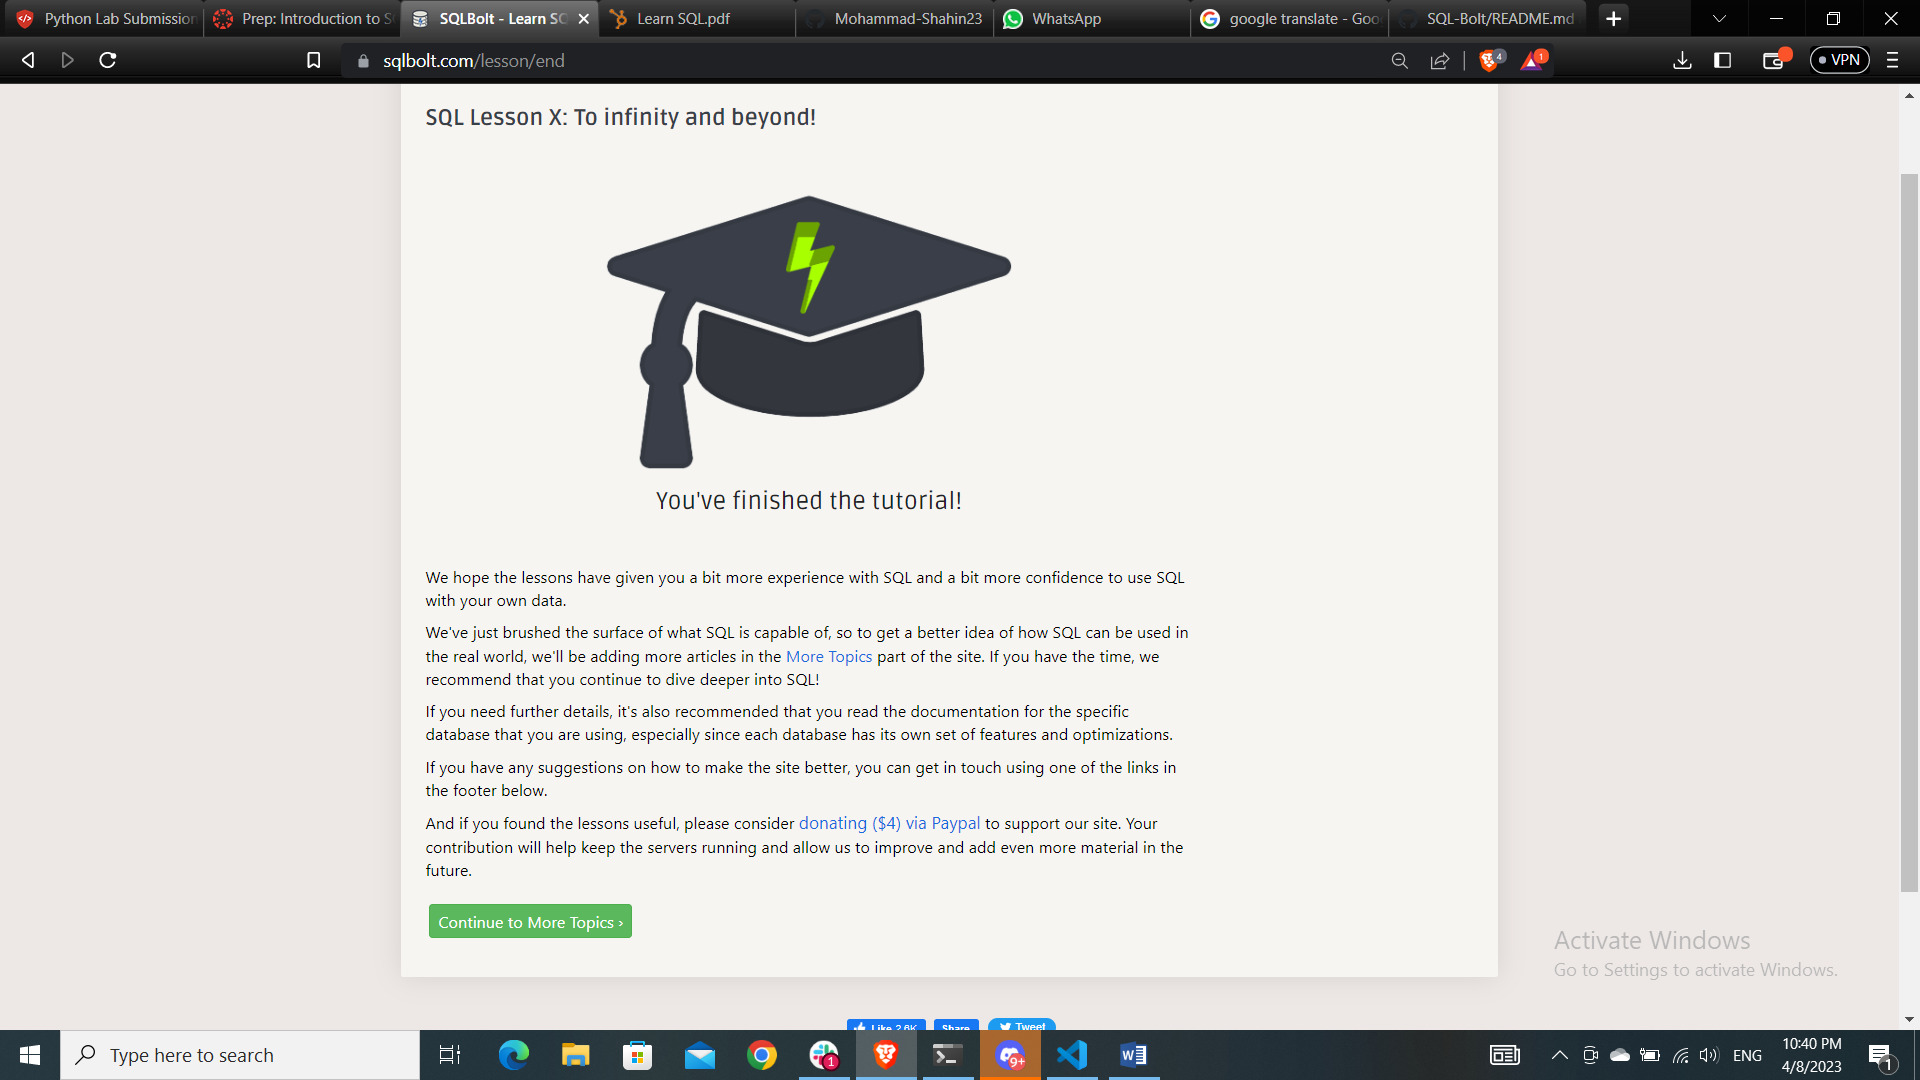 Python Lab Submission
Prep: Introduction to S
SQLBolt - Learn SQ
Learn SQL.pdf
Mohammad-Shahin23
WhatsApp
google translate - Goo
SQL-Bolt/README.md
sqlbolt.com/lesson/end
4
1
VPN
SQL Lesson X: To infinity and beyond!
You've finished the tutorial!
We hope the lessons have given you a bit more experience with SQL and a bit more confidence to use SQL
with your own data.
We've just brushed the surface of what SQL is capable of, so to get a better idea of how SQL can be used in
the real world, we'll be adding more articles in the More Topics part of the site. If you have the time, we
recommend that you continue to dive deeper into SQL!
If you need further details, it's also recommended that you read the documentation for the specific
database that you are using, especially since each database has its own set of features and optimizations.
If you have any suggestions on how to make the site better, you can get in touch using one of the links in
the footer below.
And if you found the lessons useful, please consider donating ($4) via Paypal to support our site. Your
contribution will help keep the servers running and allow us to improve and add even more material in the
future.
Continue to More Topics ›
Activate Windows
Go to Settings to activate Windows.
Like 2.6K
Share
Tweet
Type here to search
1
9+
W
ENG
10:40 PM
4/8/2023
1